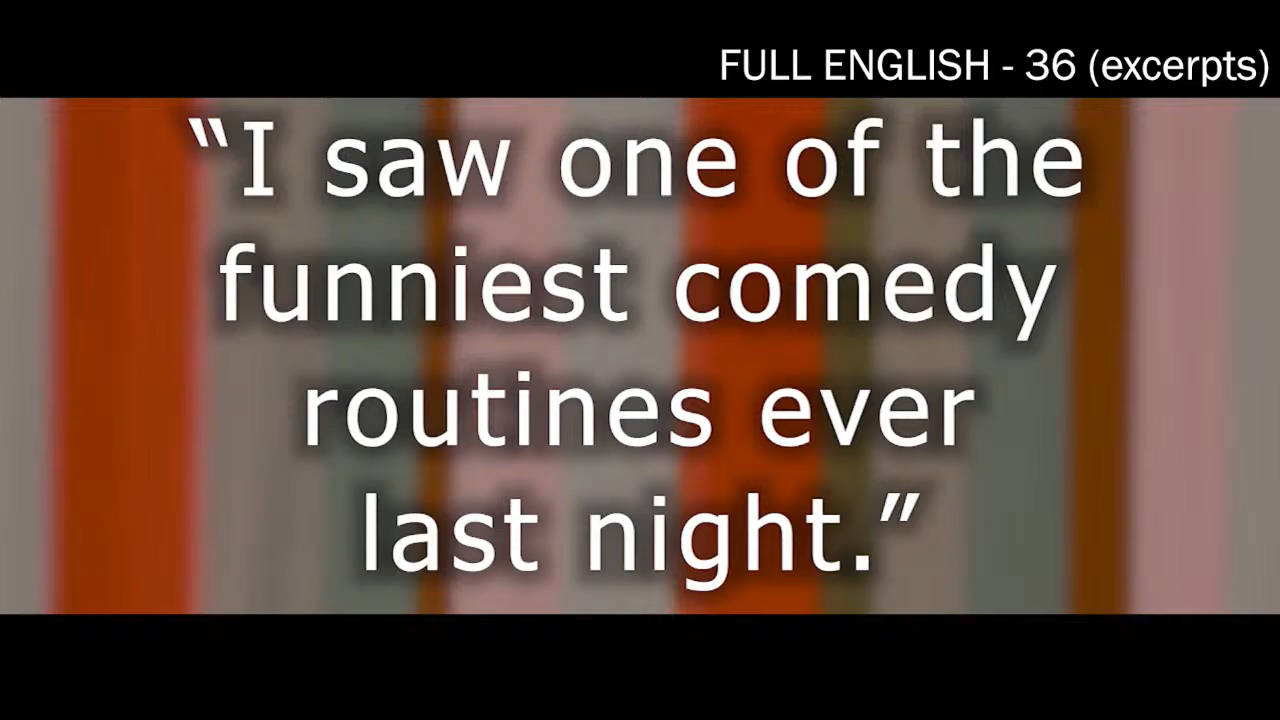 FULL ENGLISH - 36 (excerpts)
“I saw one of the
funniest comedy
routines ever
last night.”